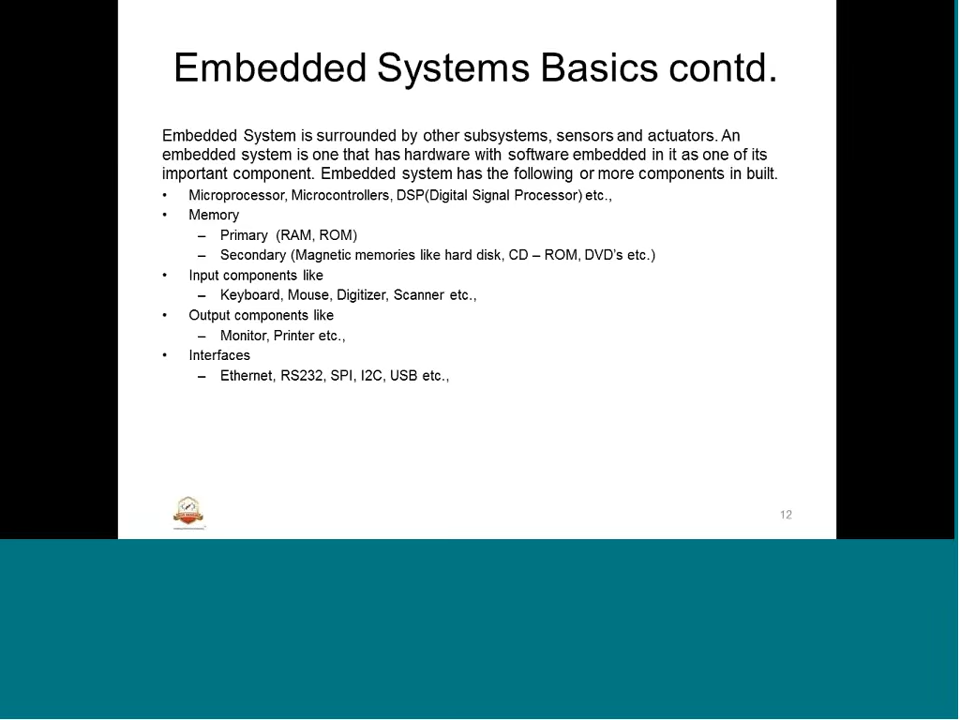 Embedded Systems Basics contd.
Embedded System is surrounded by other subsystems, sensors and actuators. An
embedded system is one that has hardware with software embedded in it as one of its
important component. Embedded system has the following or more components in built.
• Microprocessor, Microcontrollers, DSP(Digital Signal Processor) etc.,
• Memory
– Primary (RAM, ROM)
– Secondary (Magnetic memories like hard disk, CD – ROM, DVD's etc.)
• Input components like
– Keyboard, Mouse, Digitizer, Scanner etc.,
• Output components like
– Monitor, Printer etc.,
• Interfaces
– Ethernet, RS232, SPI, I2C, USB etc.,
12